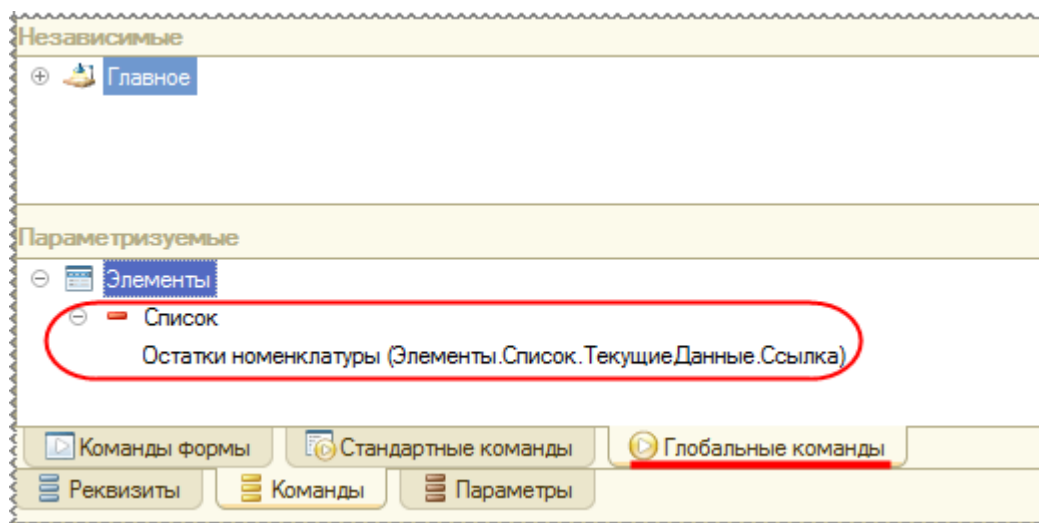 Независимые
Главное
Параметризуемые
Элементы
Список
Остатки номенклатуры (Элементы.Список.ТекущиеДанные.Ссылка)
Команды формы Стандартные команды Глобальные команды
Реквизиты Команды Параметры